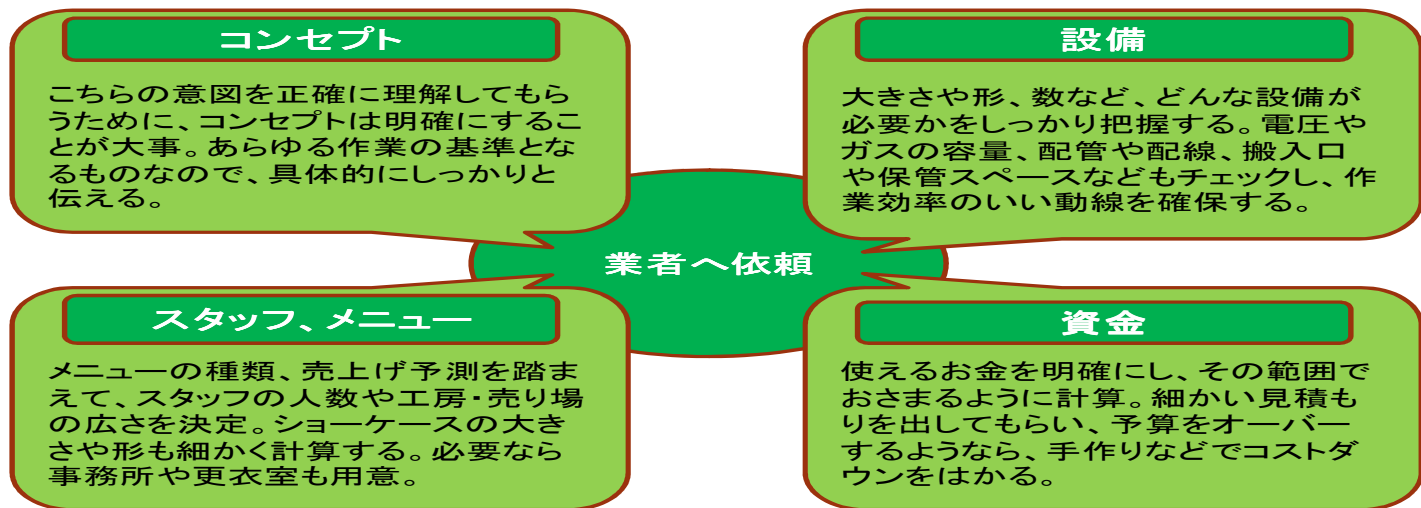 コンセプト
こちらの意図を正確に理解してもら
うために、コンセプトは明確にするこ
とが大事。あらゆる作業の基準とな
るものなので、具体的にしっかりと
伝える。
設備
大きさや形、数など、どんな設備が
必要かをしっかり把握する。電圧や
ガスの容量、配管や配線、搬入口
や保管スペースなどもチェックし、作
業効率のいい動線を確保する。
業者へ依頼
スタッフ、メニュー
メニューの種類、売上げ予測を踏ま
えて、スタッフの人数や工房・売り場
の広さを決定。ショーケースの大き
さや形も細かく計算する。必要なら
事務所や更衣室も用意。
資金
使えるお金を明確にし、その範囲で
おさまるように計算。細かい見積も
りを出してもらい、予算をオーバー
するようなら、手作りなどでコストダ
ウンをはかる。